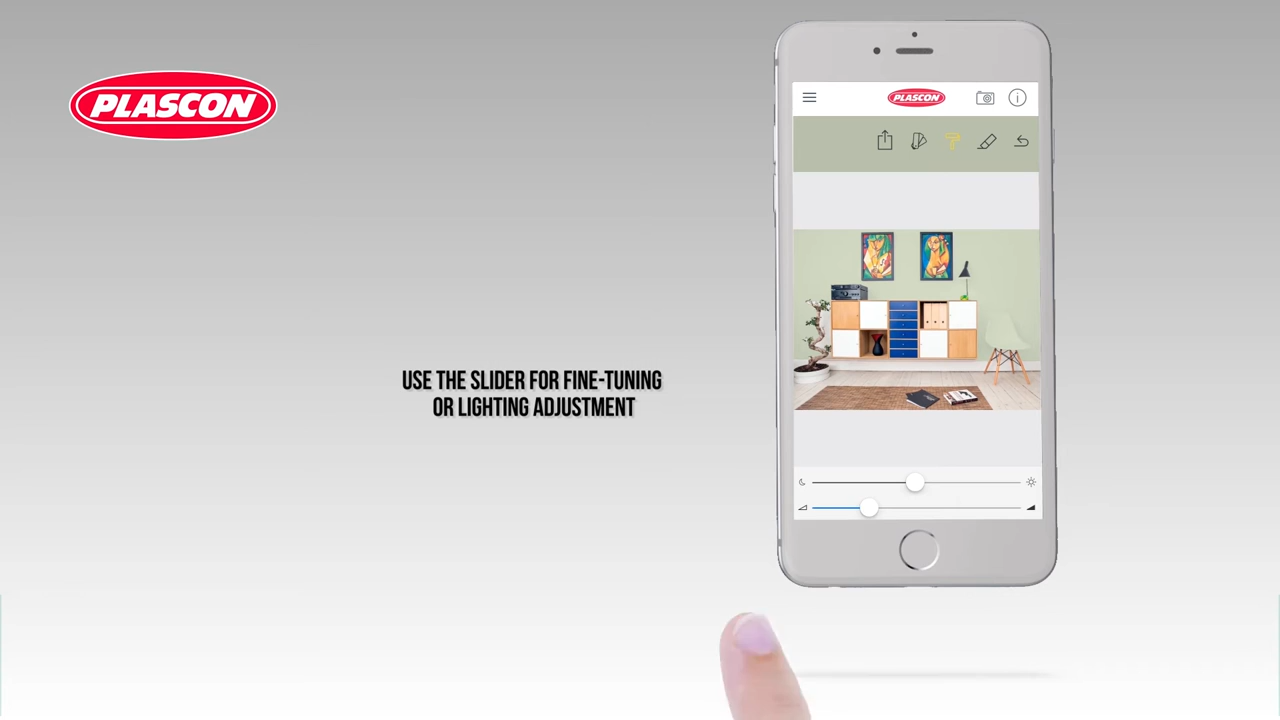 PLASCON
PLASCON
USE THE SLIDER FOR FINE-TUNING
OR LIGHTING ADJUSTMENT